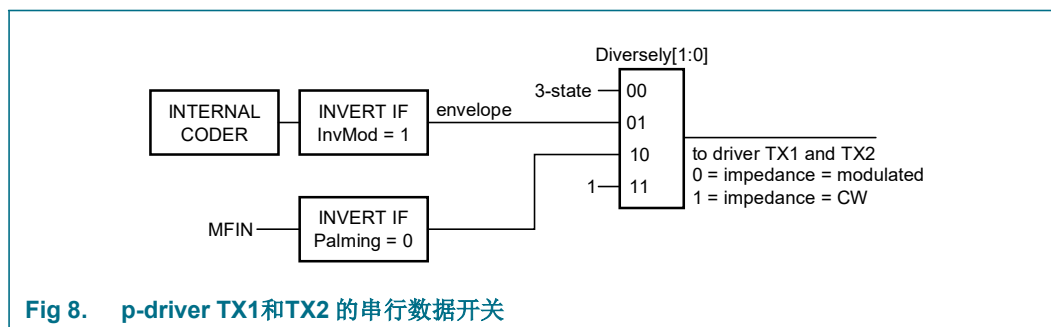 Diversely[1:0]
3-state
00
INTERNAL
CODER
INVERT IF
InvMod = 1
envelope
01
10
1
11
to driver TX1 and TX2
0 = impedance = modulated
1 = impedance = CW
MFIN
INVERT IF
Palming = 0
Fig 8. p-driver TX1和TX2 的串行数据开关